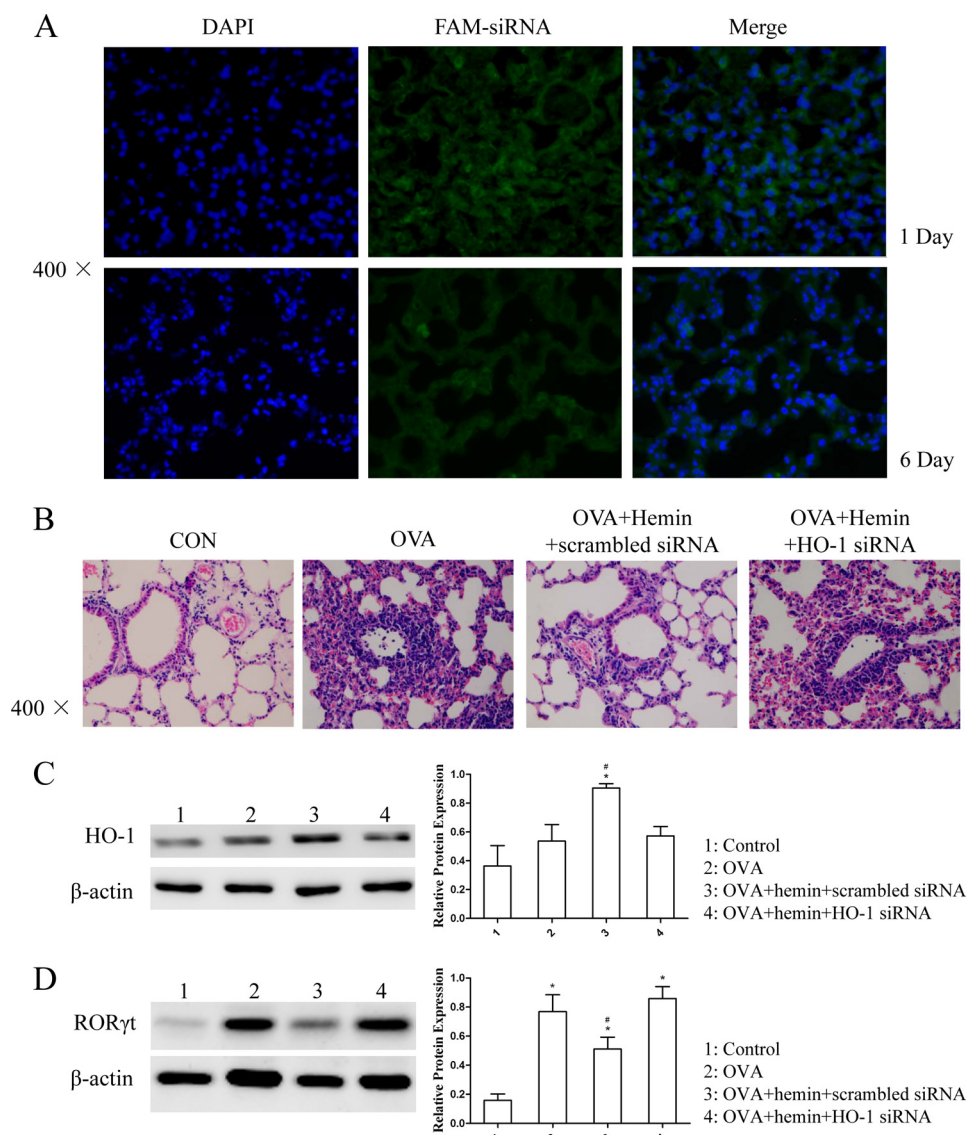 A
DAPI
FAM-siRNA
Merge
1 Day
400 ×
6 Day
B
CON
OVA
OVA+Hemin
+scrambled siRNA
OVA+Hemin
+HO-1 siRNA
400 ×
C
1 2 3 4
HO-1
β-actin
Relative Protein Expression
1.0
0.8
0.6
0.4
0.2
0.0
#
*
1 2 3 4
1: Control
2: OVA
3: OVA+hemin+scrambled siRNA
4: OVA+hemin+HO-1 siRNA
D
1 2 3 4
RORγt
β-actin
Relative Protein Expression
1.0
0.8
0.6
0.4
0.2
0.0
*
#
*
*
1: Control
2: OVA
3: OVA+hemin+scrambled siRNA
4: OVA+hemin+HO-1 siRNA